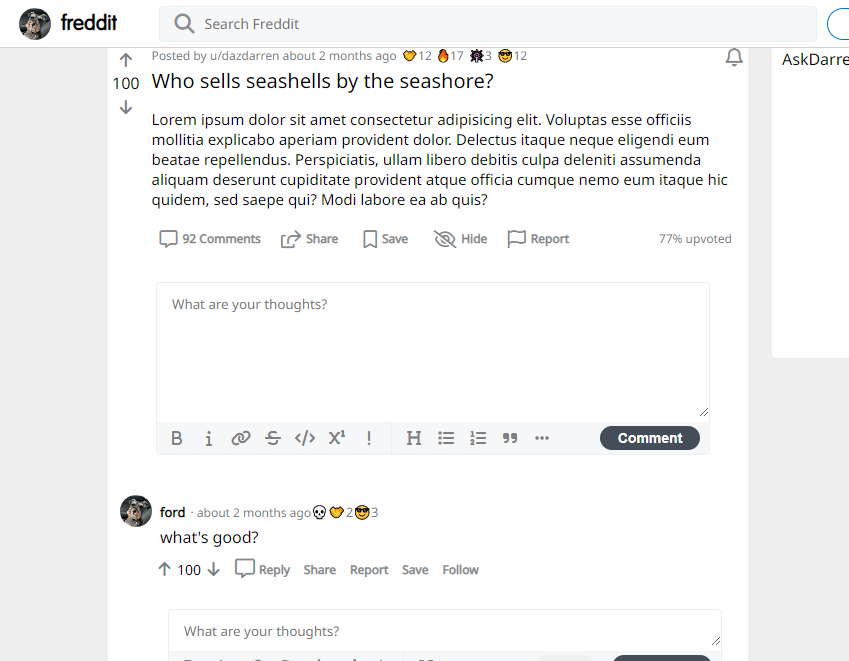 freddit
Search Freddit
Posted by u/dazdarren about 2 months ago 12 17 3 12
AskDarre
100
Who sells seashells by the seashore?
Lorem ipsum dolor sit amet consectetur adipisicing elit. Voluptas esse officiis
mollitia explicabo aperiam provident dolor. Delectus itaque neque eligendi eum
beatae repellendus. Perspiciatis, ullam libero debitis culpa deleniti assumenda
aliquam deserunt cupiditate provident atque officia cumque nemo eum itaque hic
quidem, sed saepe qui? Modi labore ea ab quis?
92 Comments Share Save Hide Report 77% upvoted
What are your thoughts?
B i S </> X¹ ! H Comment
ford · about 2 months ago 2 3
what's good?
100 Reply Share Report Save Follow
What are your thoughts?